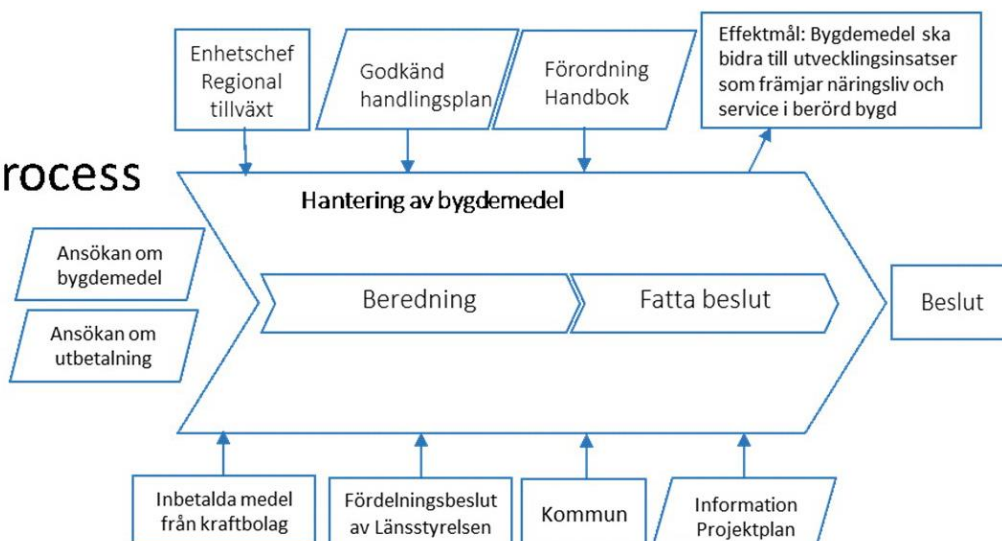 Enhetschef
Regional
tillväxt
Godkänd
handlingsplan
Förordning
Handbok
Effektmål: Bygdemedel ska
bidra till utvecklingsinsatser
som främjar näringsliv och
service i berörd bygd
rocess
Hantering av bygdemedel
Ansökan om
bygdemedel
Ansökan om
utbetalning
Beredning
Fatta beslut
Beslut
Inbetalda medel
från kraftbolag
Fördelningsbeslut
av Länsstyrelsen
Kommun
Information
Projektplan